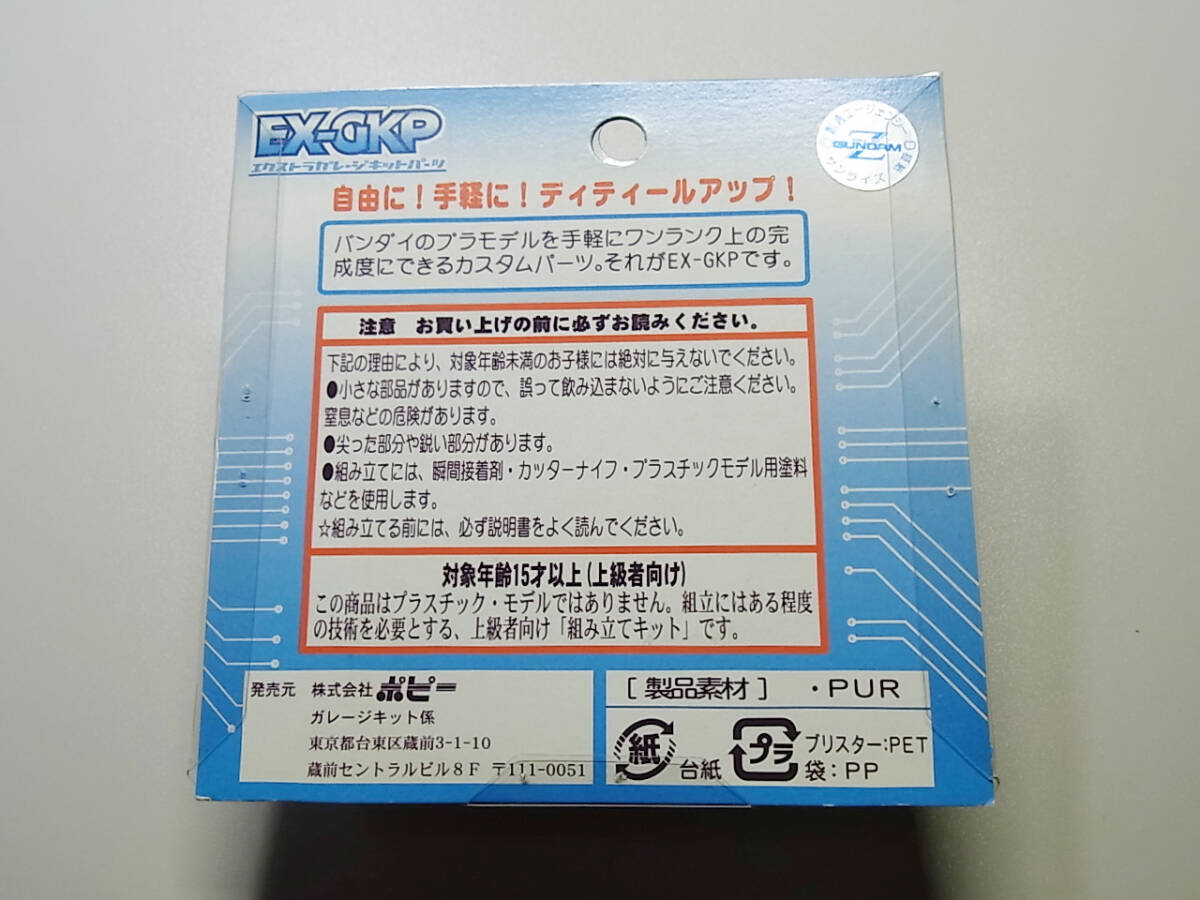 EX-GKP
エクストラガレージキットパーツ
エージェンシー
Z
GUNDAM
サンライズ
自由に！手軽に！ディティールアップ！
バンダイのプラモデルを手軽にワンランク上の完
成度にできるカスタムパーツ。それがEX-GKPです。
注意　お買い上げの前に必ずお読みください。
下記の理由により、対象年齢未満のお子様には絶対に与えないでください。
●小さな部品がありますので、誤って飲み込まないようにご注意ください。
窒息などの危険があります。
●尖った部分や鋭い部分があります。
●組み立てには、瞬間接着剤・カッターナイフ・プラスチックモデル用塗料
などを使用します。
☆組み立てる前には、必ず説明書をよく読んでください。
対象年齢15才以上（上級者向け）
この商品はプラスチック・モデルではありません。組立にはある程度
の技術を必要とする、上級者向け「組み立てキット」です。
発売元　株式会社ポピー
ガレージキット係
東京都台東区蔵前3-1-10
蔵前セントラルビル８Ｆ 〒111-0051
［製品素材］　・PUR
紙 台紙
プラ ブリスター：PET
袋：PP